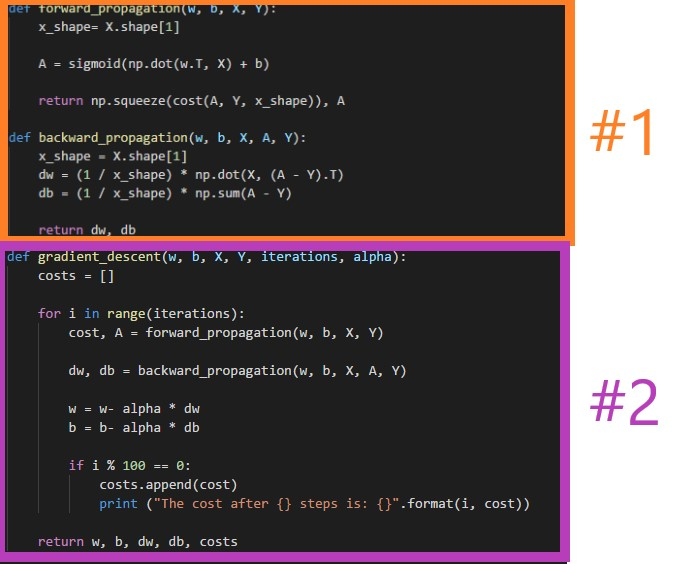 def forward_propagation(w, b, X, Y):
    x_shape= X.shape[1]
    A = sigmoid(np.dot(w.T, X) + b)
    return np.squeeze(cost(A, Y, x_shape)), A
def backward_propagation(w, b, X, A, Y):
    x_shape = X.shape[1]
    dw = (1 / x_shape) * np.dot(X, (A - Y).T)
    db = (1 / x_shape) * np.sum(A - Y)
    return dw, db
#1
def gradient_descent(w, b, X, Y, iterations, alpha):
    costs = []
    for i in range(iterations):
        cost, A = forward_propagation(w, b, X, Y)
        dw, db = backward_propagation(w, b, X, A, Y)
        w = w- alpha * dw
        b = b- alpha * db
        if i % 100 == 0:
            costs.append(cost)
            print ("The cost after {} steps is: {}".format(i, cost))
    return w, b, dw, db, costs
#2